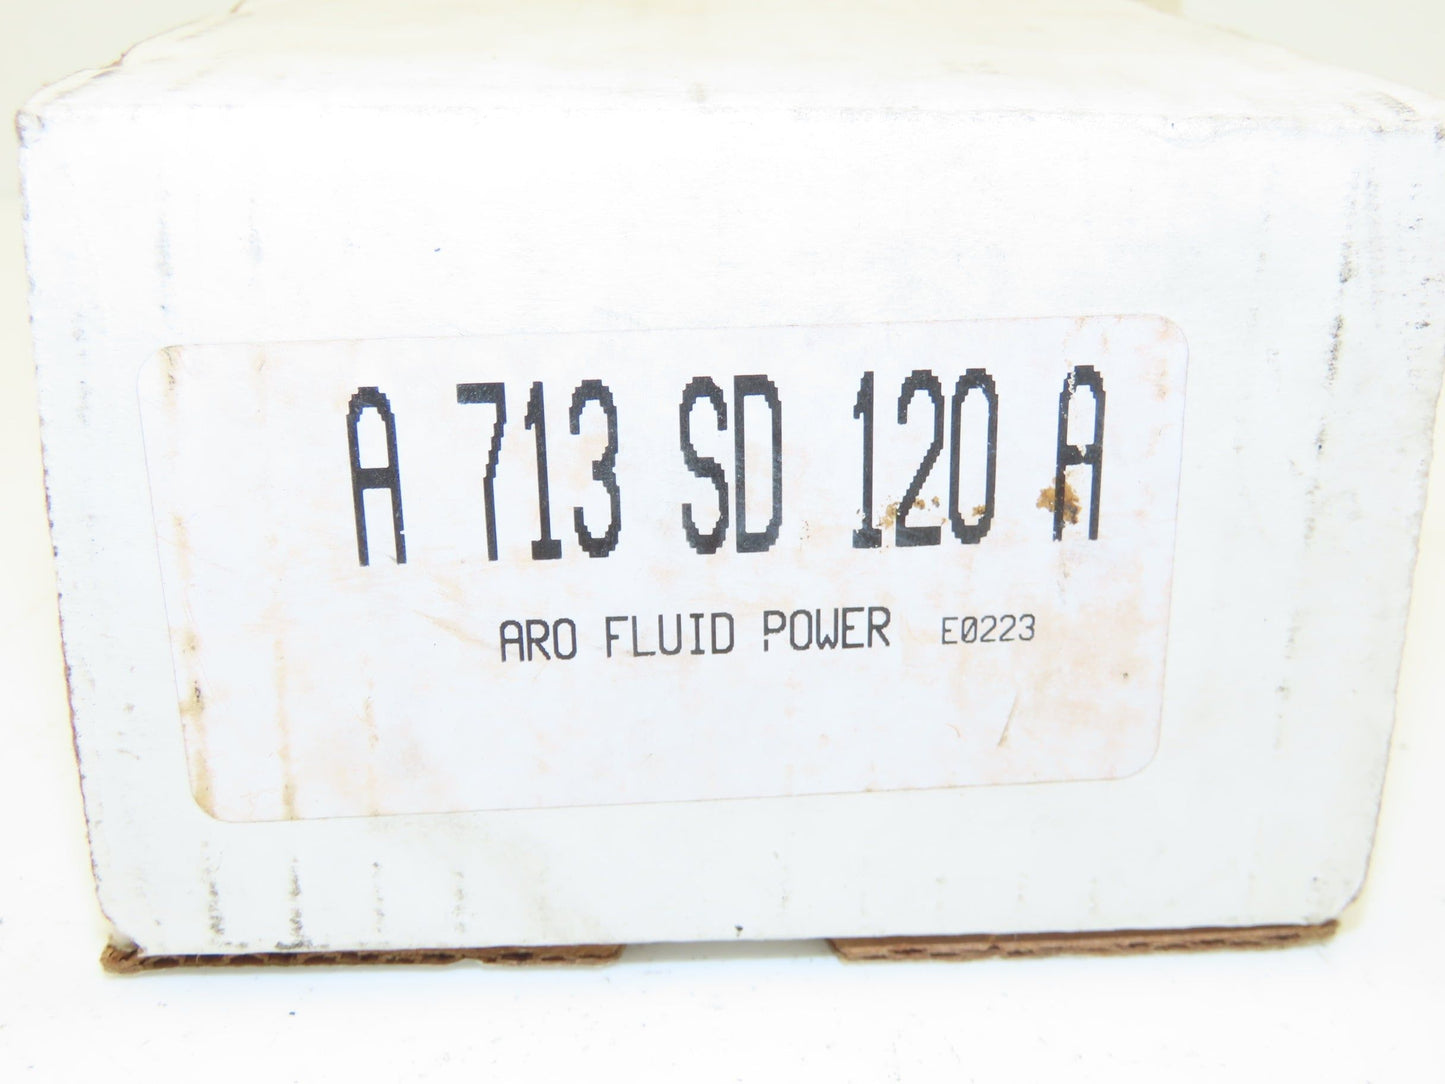 A 713 SD 120 A
ARO FLUID POWER E0223